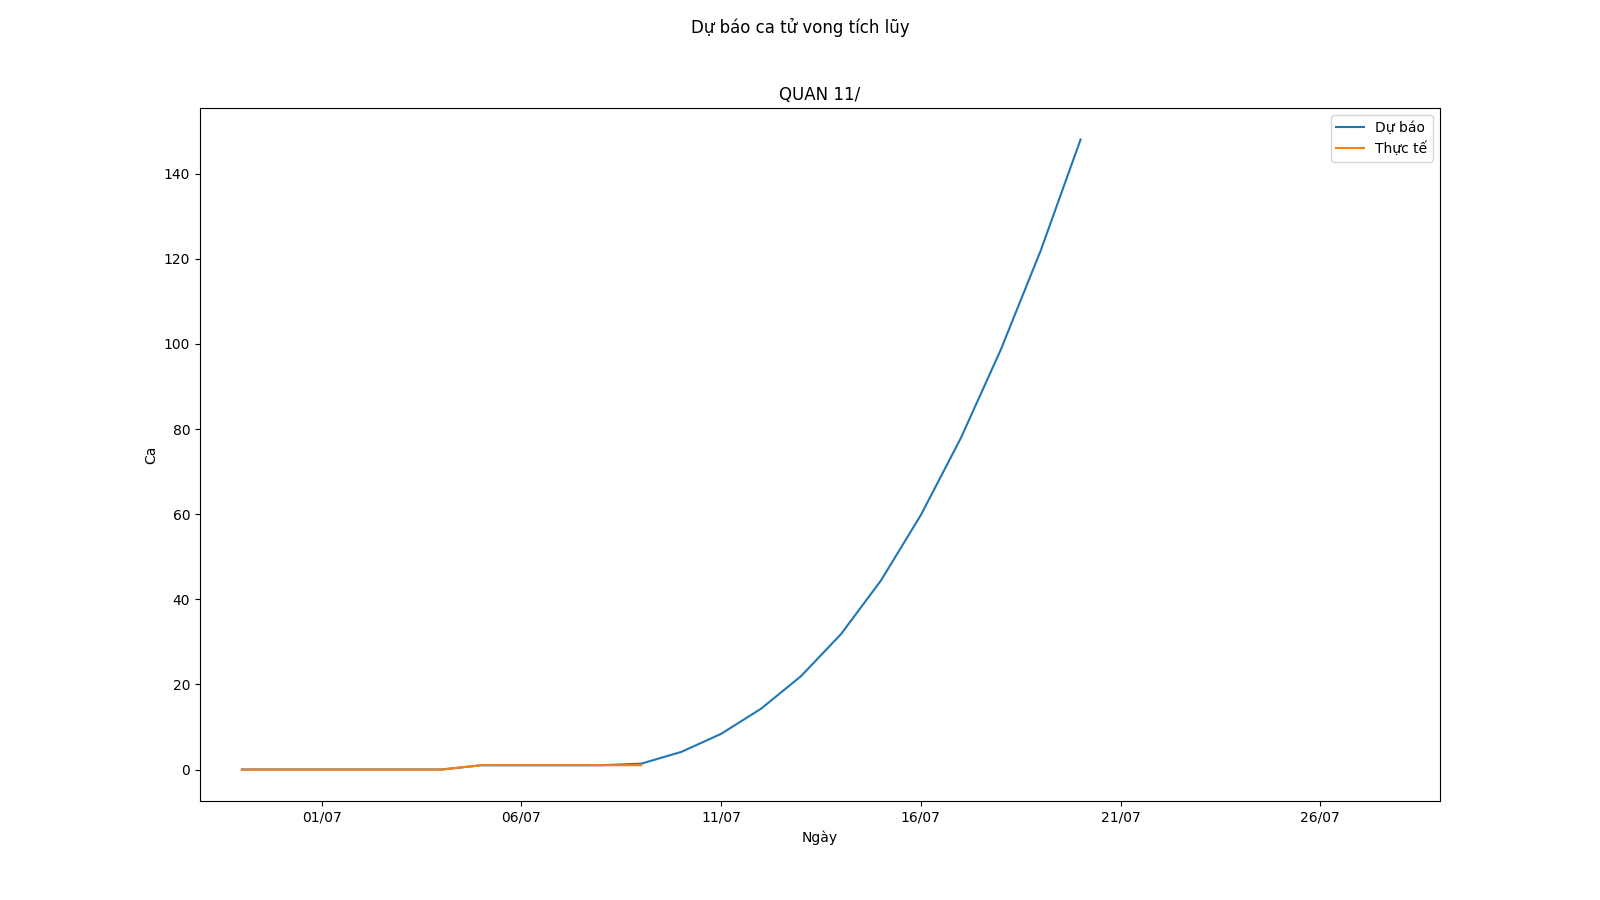 Dự báo ca tử vong tích lũy
QUAN 11/
Dự báo
Thực tế
140
120
100
80
60
40
20
0
Ca
01/07
06/07
11/07
16/07
21/07
26/07
Ngày